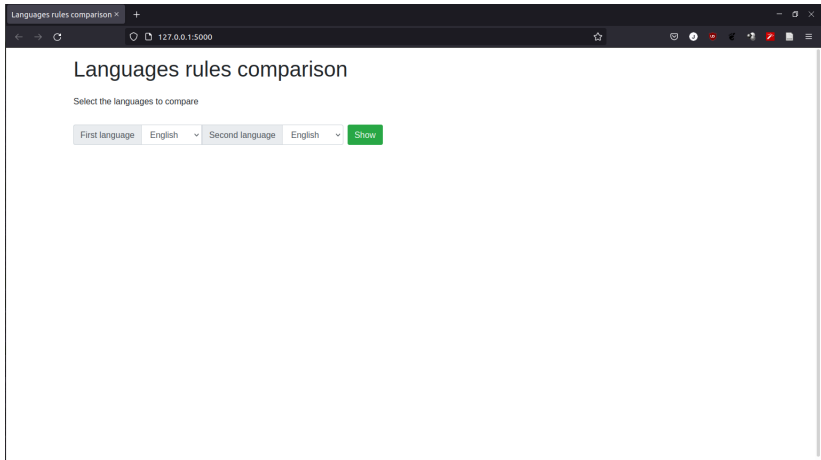 Languages rules comparison
127.0.0.1:5000
Languages rules comparison
Select the languages to compare
First language English Second language English Show